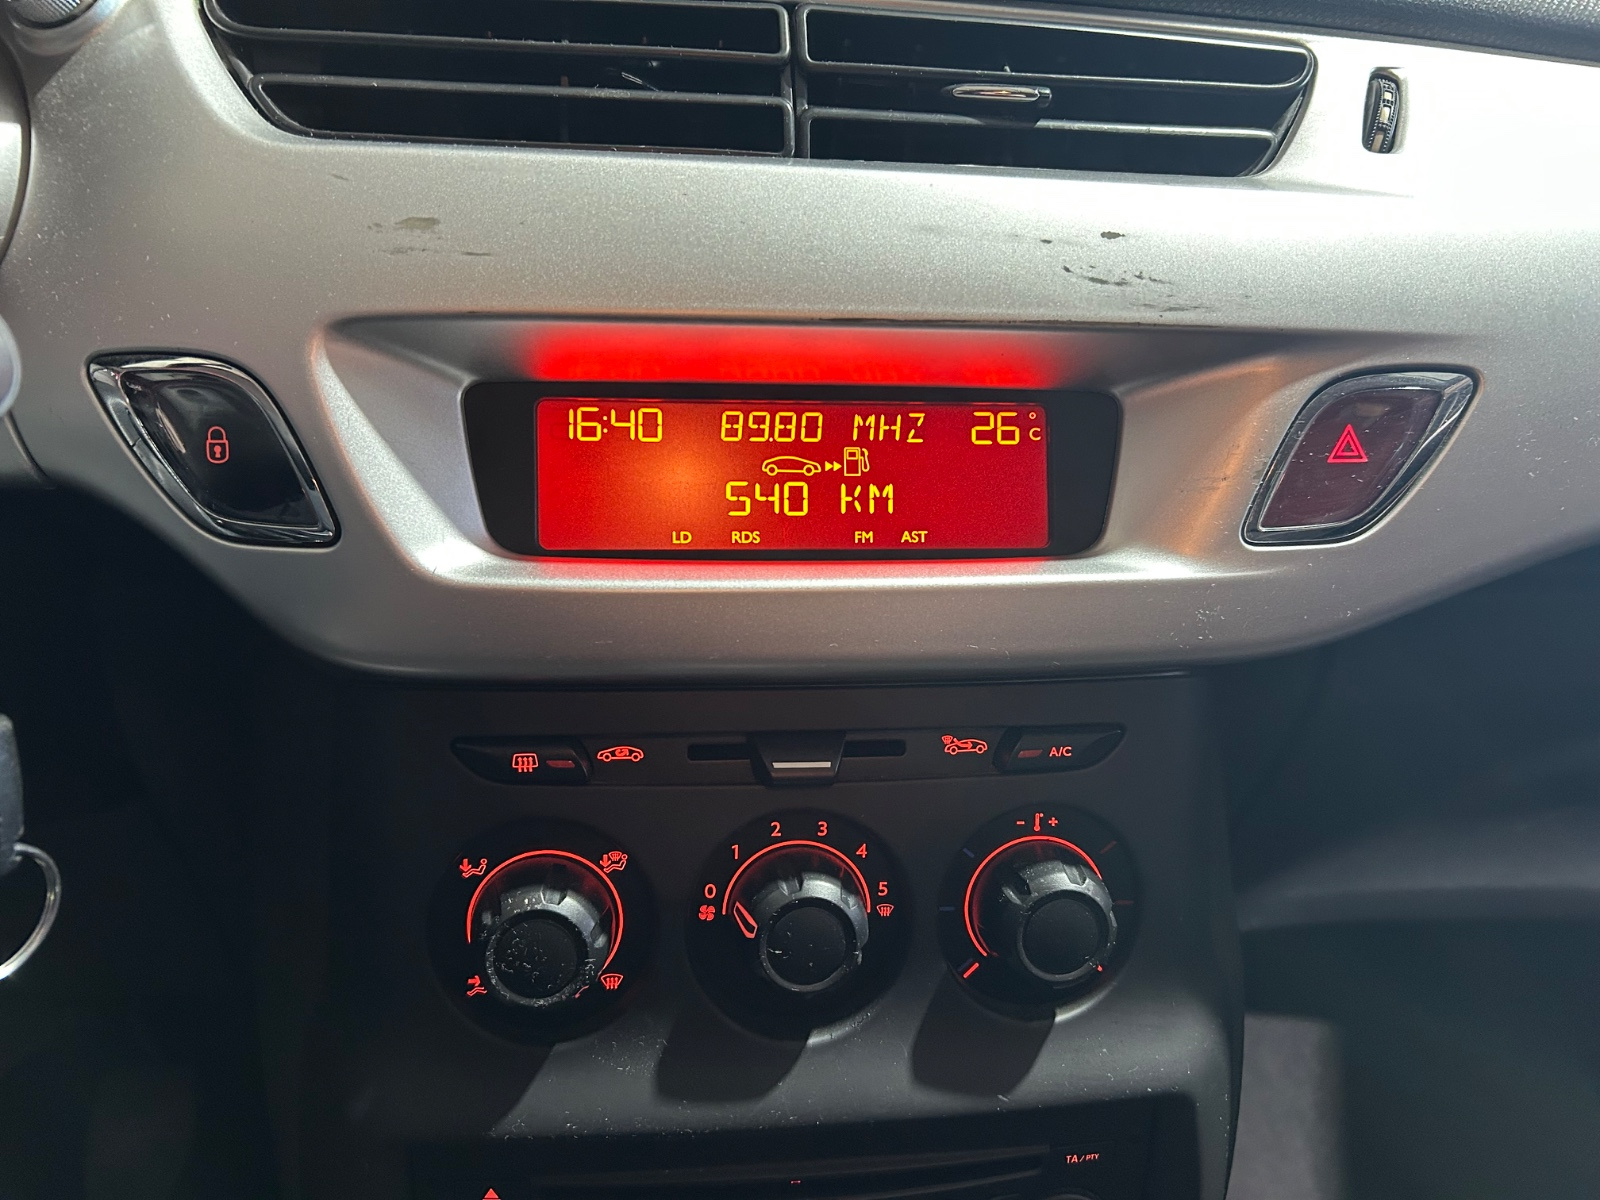 16:40 89.80 MHZ 26°C
540 KM
LD RDS FM AST
A/C
- +
2 3
1 4
0 5
TA/PTY